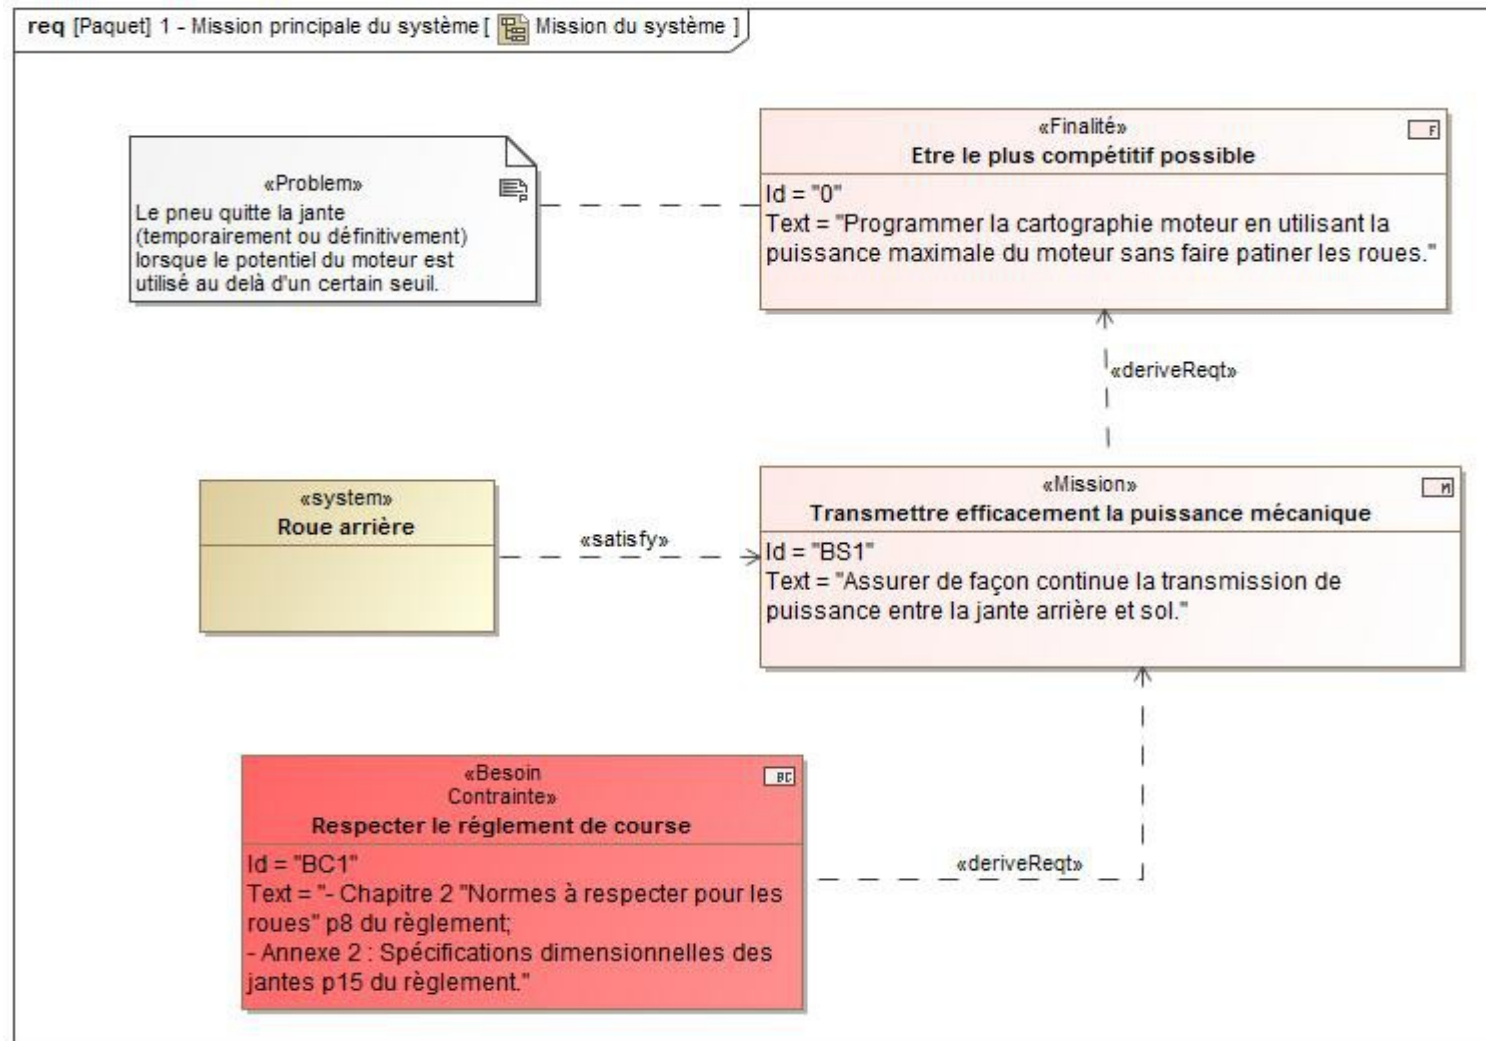 req [Paquet] 1 - Mission principale du système [ Mission du système ]
«Problem»
Le pneu quitte la jante
(temporairement ou définitivement)
lorsque le potentiel du moteur est
utilisé au delà d'un certain seuil.
«Finalité»
F
Etre le plus compétitif possible
Id = "0"
Text = "Programmer la cartographie moteur en utilisant la
puissance maximale du moteur sans faire patiner les roues."
«deriveReqt»
«system»
Roue arrière
«satisfy»
«Mission»
M
Transmettre efficacement la puissance mécanique
Id = "BS1"
Text = "Assurer de façon continue la transmission de
puissance entre la jante arrière et sol."
«Besoin
Contrainte»
BC
Respecter le réglement de course
Id = "BC1"
Text = "- Chapitre 2 "Normes à respecter pour les
roues" p8 du règlement;
- Annexe 2 : Spécifications dimensionnelles des
jantes p15 du règlement."
«deriveReqt»